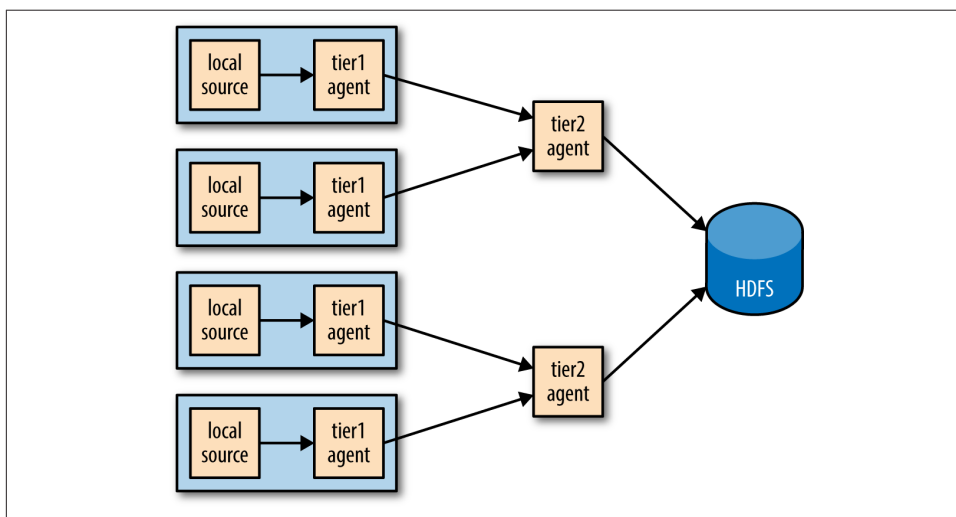 local
source
tier1
agent
local
source
tier1
agent
tier2
agent
local
source
tier1
agent
local
source
tier1
agent
tier2
agent
HDFS